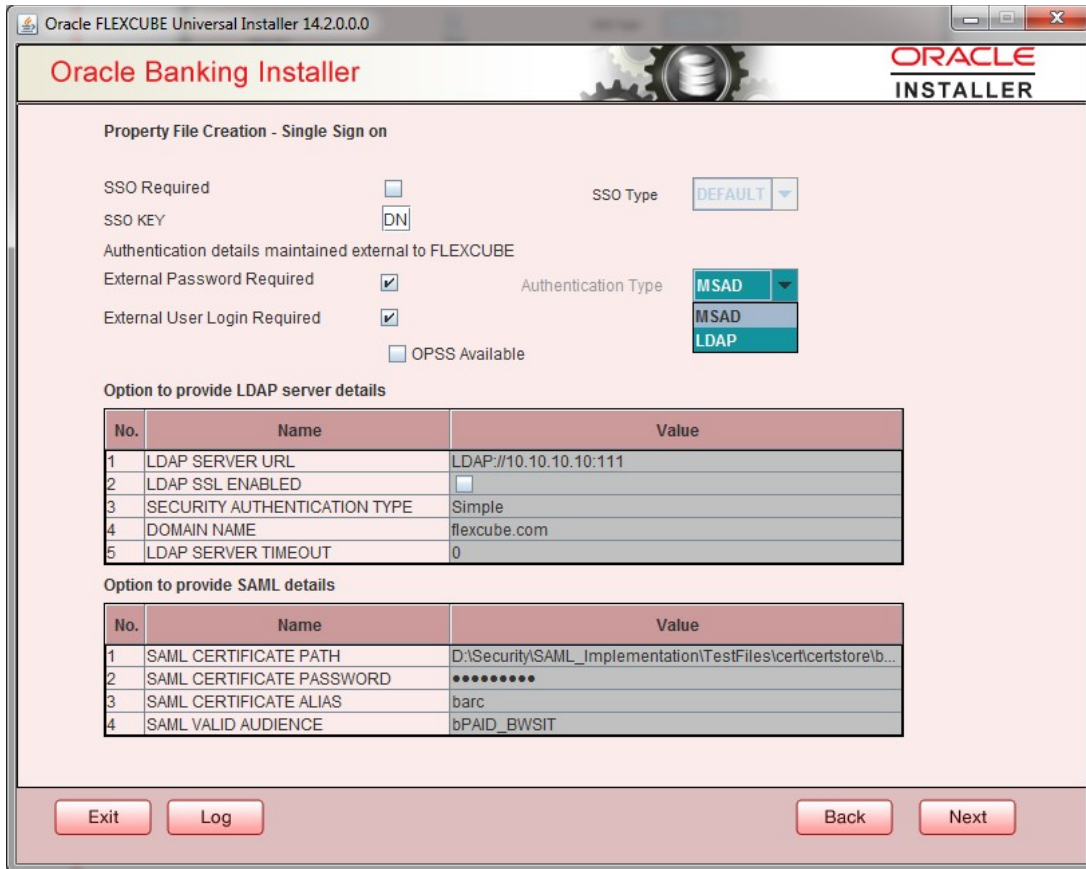 Oracle FLEXCUBE Universal Installer 14.2.0.0.0
Oracle Banking Installer
ORACLE
INSTALLER
Property File Creation - Single Sign on
SSO Required
SSO Type DEFAULT
SSO KEY DN
Authentication details maintained external to FLEXCUBE
External Password Required Authentication Type MSAD
External User Login Required MSAD
LDAP
OPSS Available
Option to provide LDAP server details
No. Name Value
1 LDAP SERVER URL LDAP://10.10.10.10:111
2 LDAP SSL ENABLED
3 SECURITY AUTHENTICATION TYPE Simple
4 DOMAIN NAME flexcube.com
5 LDAP SERVER TIMEOUT 0
Option to provide SAML details
No. Name Value
1 SAML CERTIFICATE PATH D:\Security\SAML_Implementation\TestFiles\cert\certstore\b...
2 SAML CERTIFICATE PASSWORD •••••••••
3 SAML CERTIFICATE ALIAS barc
4 SAML VALID AUDIENCE bPAID_BWSIT
Exit Log Back Next